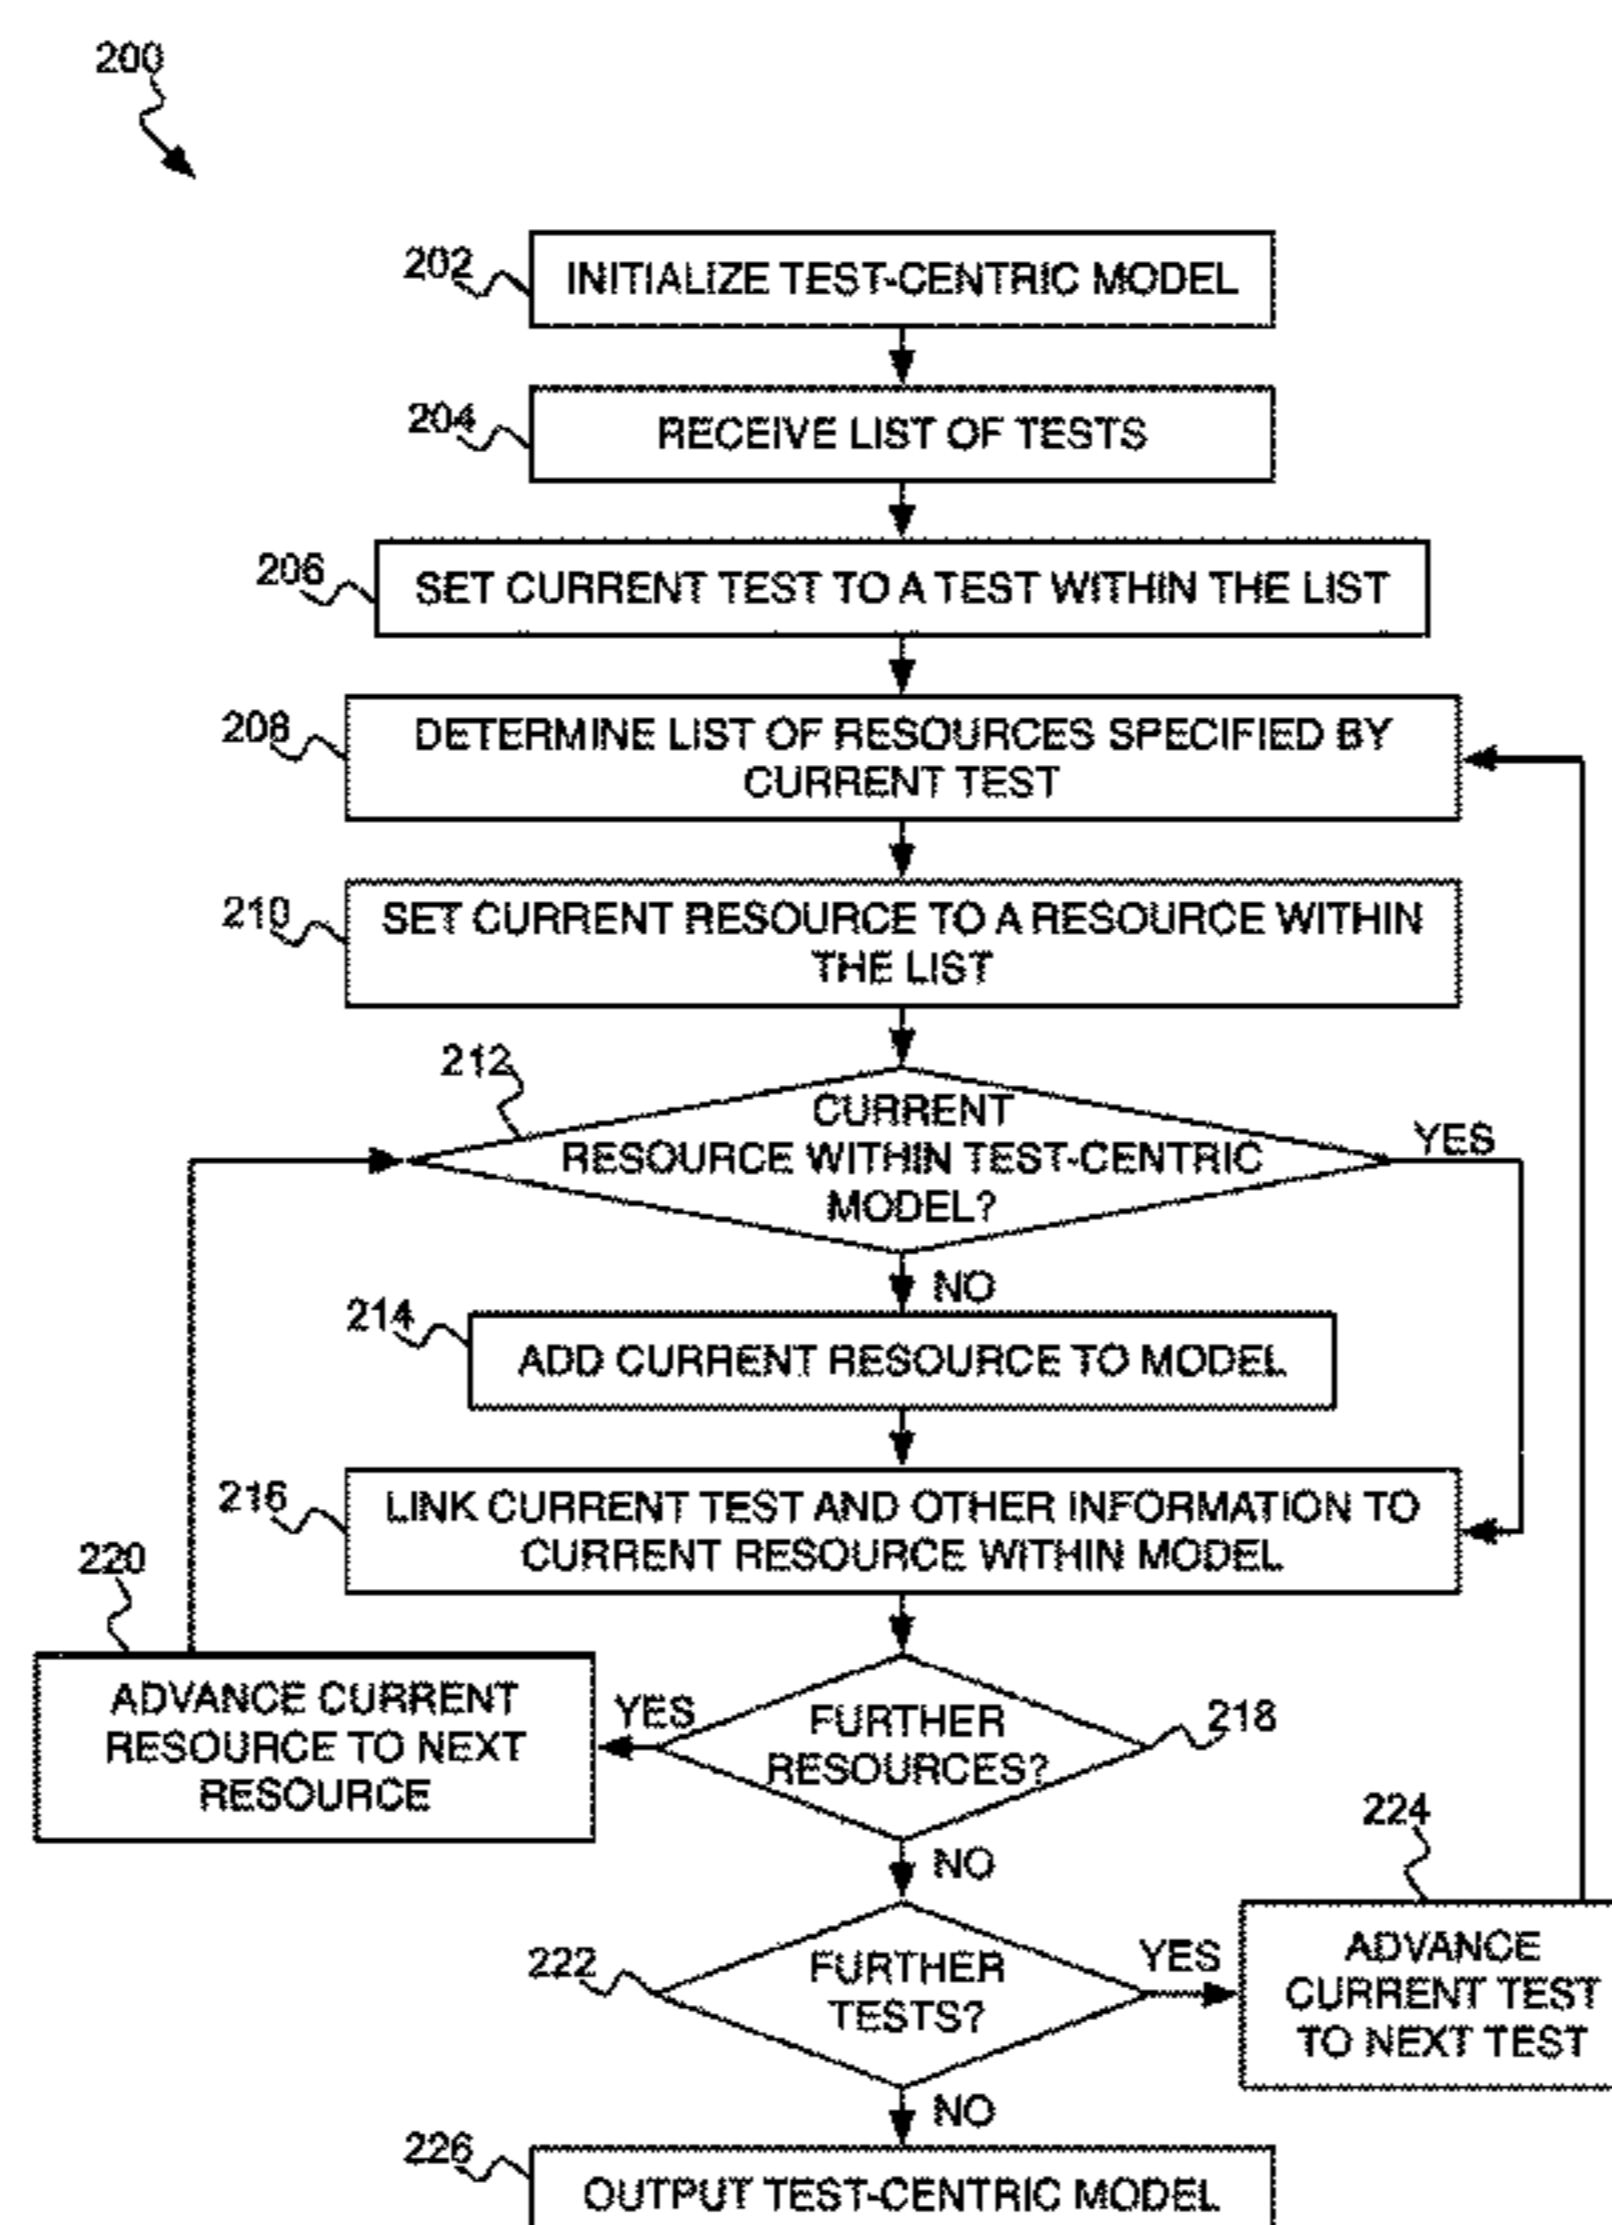 200
202
INITIALIZE TEST-CENTRIC MODEL
204
RECEIVE LIST OF TESTS
206
SET CURRENT TEST TO A TEST WITHIN THE LIST
208
DETERMINE LIST OF RESOURCES SPECIFIED BY
CURRENT TEST
210
SET CURRENT RESOURCE TO A RESOURCE WITHIN
THE LIST
212
CURRENT
RESOURCE WITHIN TEST-CENTRIC
MODEL?
YES
NO
214
ADD CURRENT RESOURCE TO MODEL
216
LINK CURRENT TEST AND OTHER INFORMATION TO
CURRENT RESOURCE WITHIN MODEL
220
ADVANCE CURRENT
RESOURCE TO NEXT
RESOURCE
YES
FURTHER
RESOURCES?
218
NO
222
FURTHER
TESTS?
YES
224
ADVANCE
CURRENT TEST
TO NEXT TEST
NO
226
OUTPUT TEST-CENTRIC MODEL